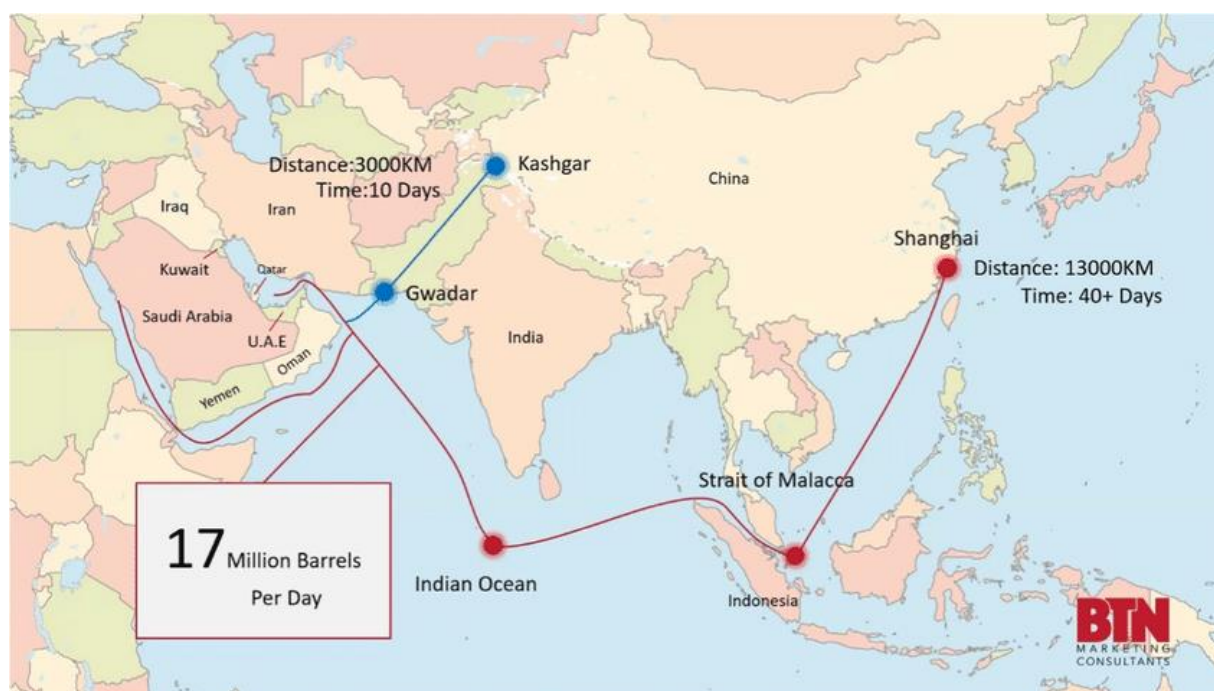 Distance:3000KM
Time:10 Days
Kashgar
China
Iraq
Iran
Shanghai
Kuwait
Qatar
Distance: 13000KM
Time: 40+ Days
Gwadar
Saudi Arabia
U.A.E
India
Oman
Yemen
Strait of Malacca
17 Million Barrels
Per Day
Indian Ocean
Indonesia
BTN
MARKETING
CONSULTANTS